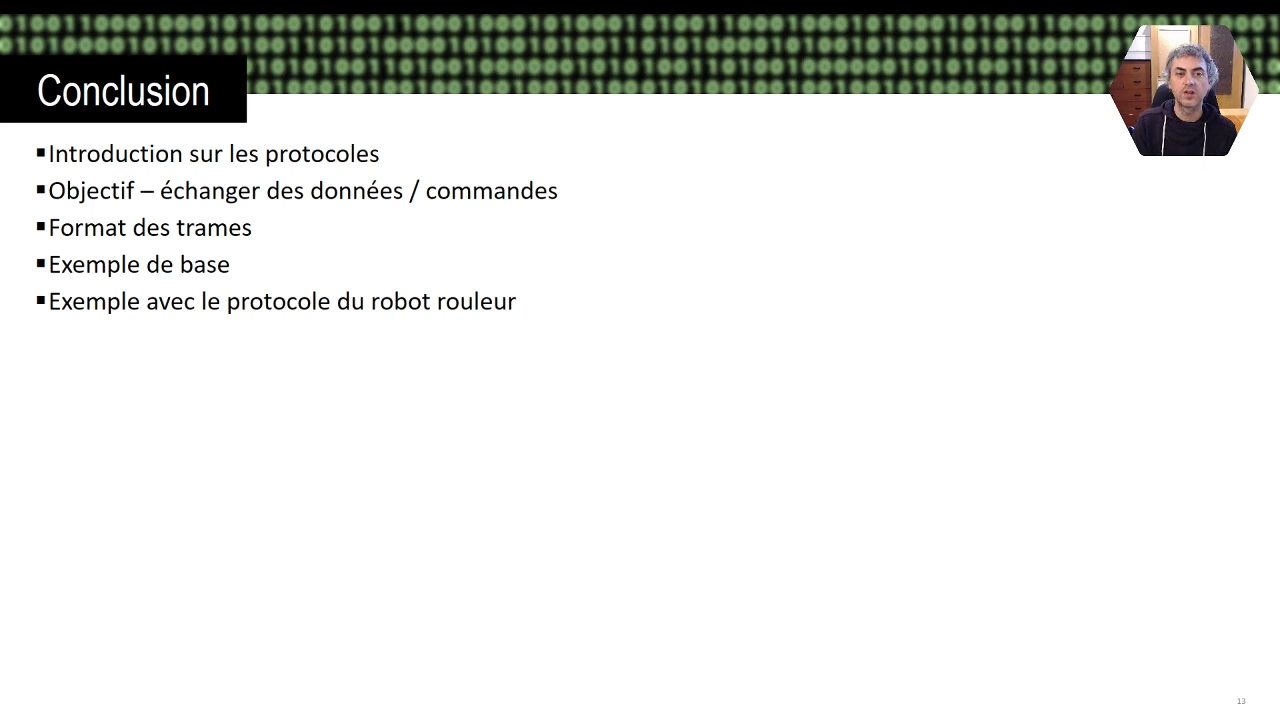 Conclusion
▪Introduction sur les protocoles
▪Objectif – échanger des données / commandes
▪Format des trames
▪Exemple de base
▪Exemple avec le protocole du robot rouleur
13